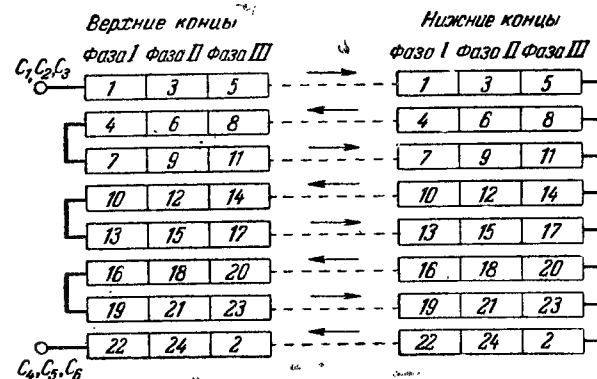 Верхние концы Нижние концы
Фаза I Фаза II Фаза III Фаза I Фаза II Фаза III
C1, C2, C3 1 3 5 1 3 5
4 6 8 4 6 8
7 9 11 7 9 11
10 12 14 10 12 14
13 15 17 13 15 17
16 18 20 16 18 20
19 21 23 19 21 23
22 24 2 22 24 2
C4, C5, C6